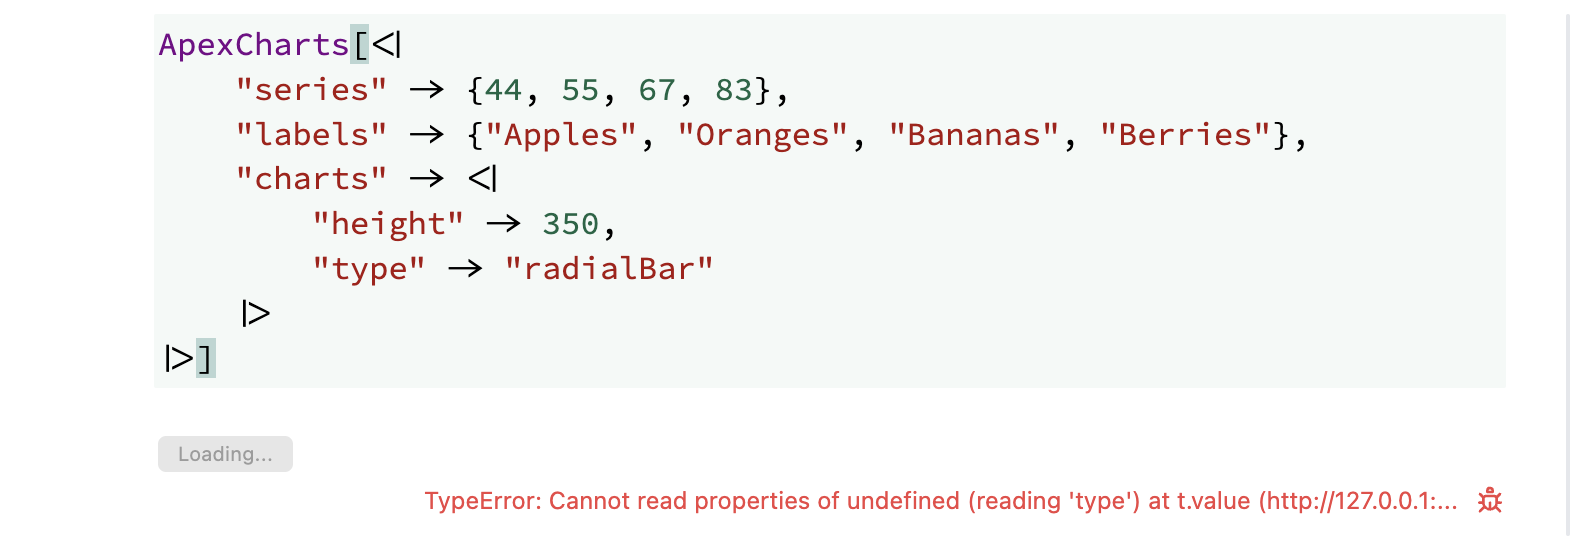 ApexCharts[<|
"series" -> {44, 55, 67, 83},
"labels" -> {"Apples", "Oranges", "Bananas", "Berries"},
"charts" -> <|
"height" -> 350,
"type" -> "radialBar"
|>
|>]
Loading...
TypeError: Cannot read properties of undefined (reading 'type') at t.value (http://127.0.0.1:...